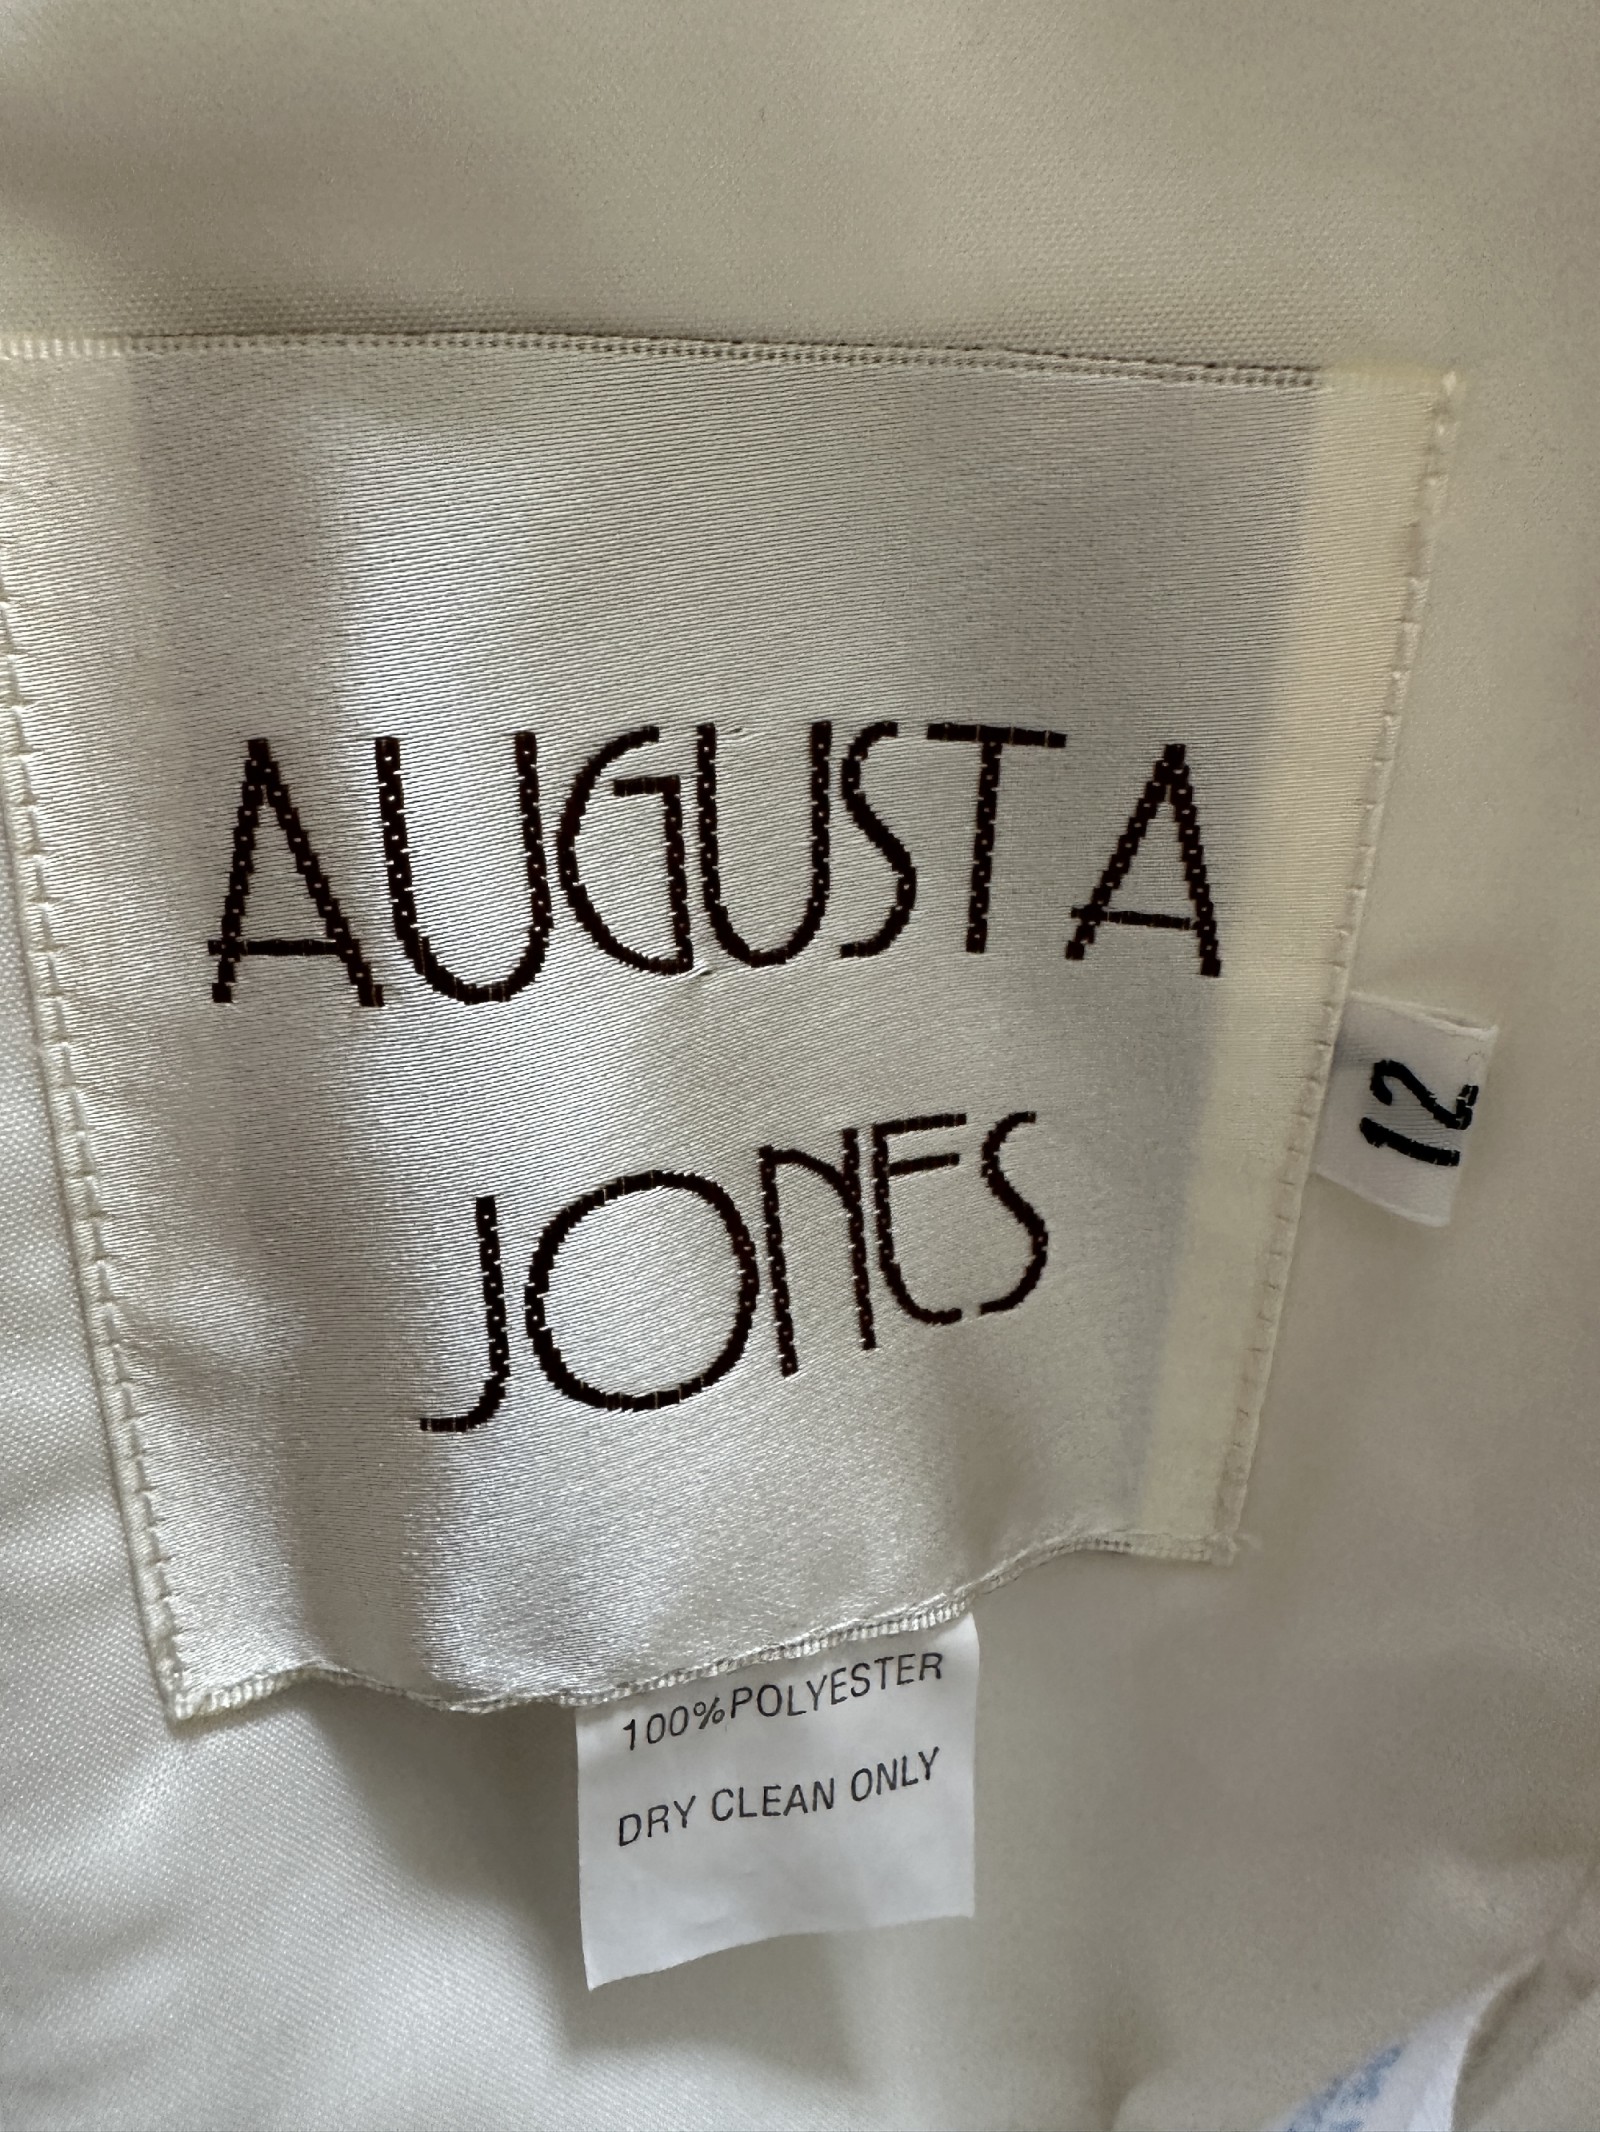 AUGUSTA
JONES
12
100%POLYESTER
DRY CLEAN ONLY